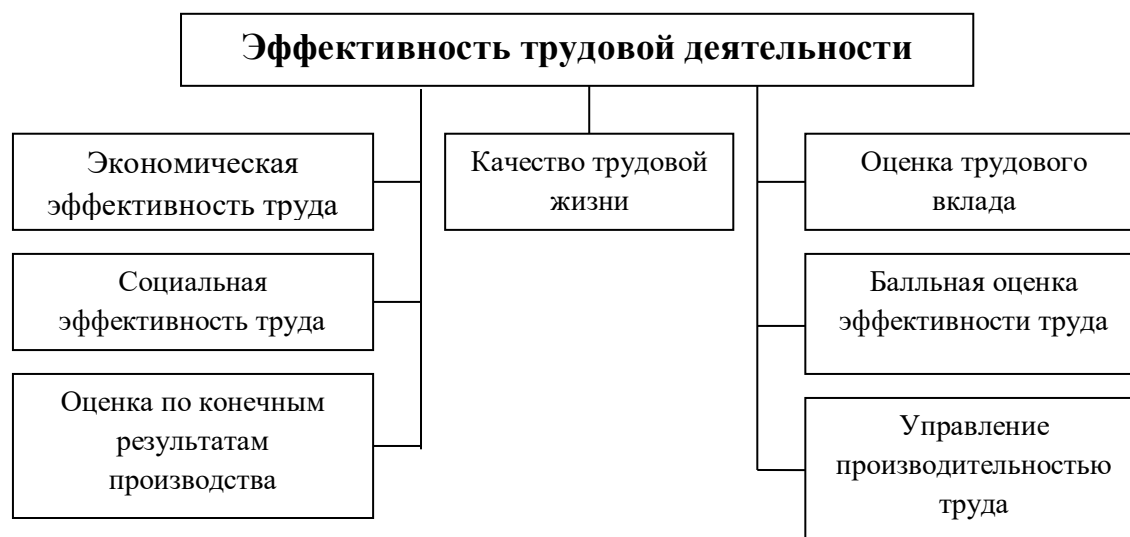 Эффективность трудовой деятельности
Экономическая
эффективность труда
Социальная
эффективность труда
Оценка по конечным
результатам
производства
Качество трудовой
жизни
Оценка трудового
вклада
Балльная оценка
эффективности труда
Управление
производительностью
труда